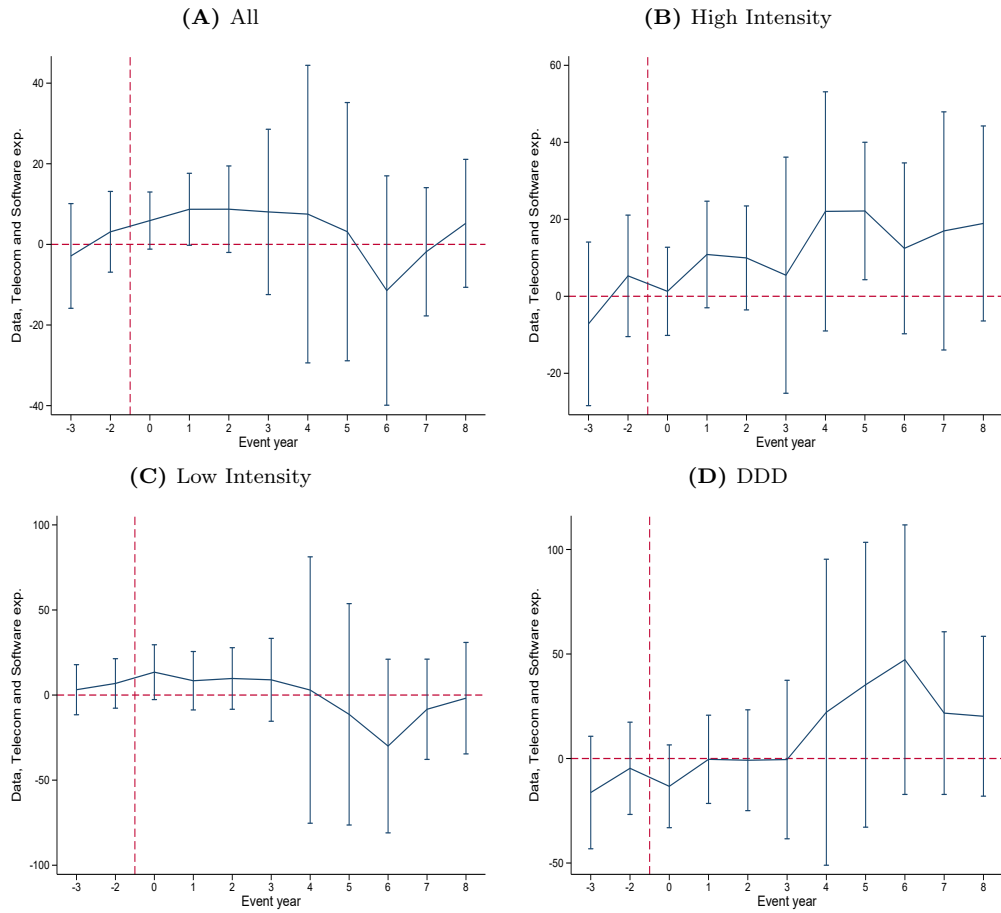 (A) All
Data, Telecom and Software exp.
40
20
0
-20
-40
-3 -2 0 1 2 3 4 5 6 7 8
Event year
(B) High Intensity
Data, Telecom and Software exp.
60
40
20
0
-20
-3 -2 0 1 2 3 4 5 6 7 8
Event year
(C) Low Intensity
Data, Telecom and Software exp.
100
50
0
-50
-100
-3 -2 0 1 2 3 4 5 6 7 8
Event year
(D) DDD
Data, Telecom and Software exp.
100
50
0
-50
-3 -2 0 1 2 3 4 5 6 7 8
Event year